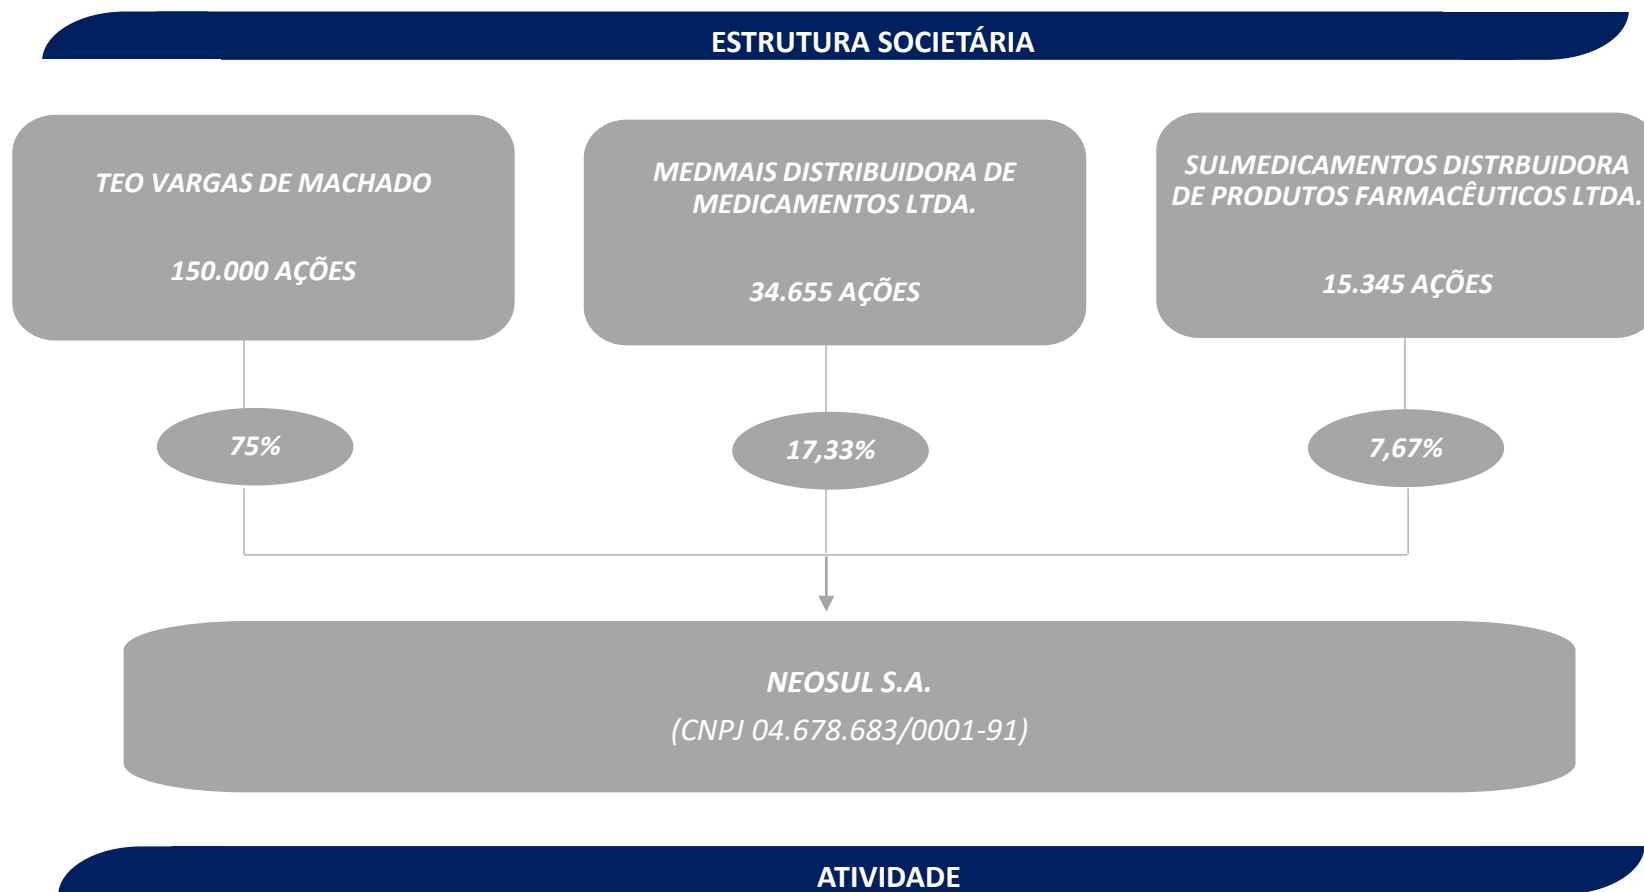 ESTRUTURA SOCIETÁRIA
TEO VARGAS DE MACHADO
150.000 AÇÕES
MEDMAIS DISTRIBUIDORA DE
MEDICAMENTOS LTDA.
34.655 AÇÕES
SULMEDICAMENTOS DISTRBUIDORA
DE PRODUTOS FARMACÊUTICOS LTDA.
15.345 AÇÕES
75%
17,33%
7,67%
NEOSUL S.A.
(CNPJ 04.678.683/0001-91)
ATIVIDADE